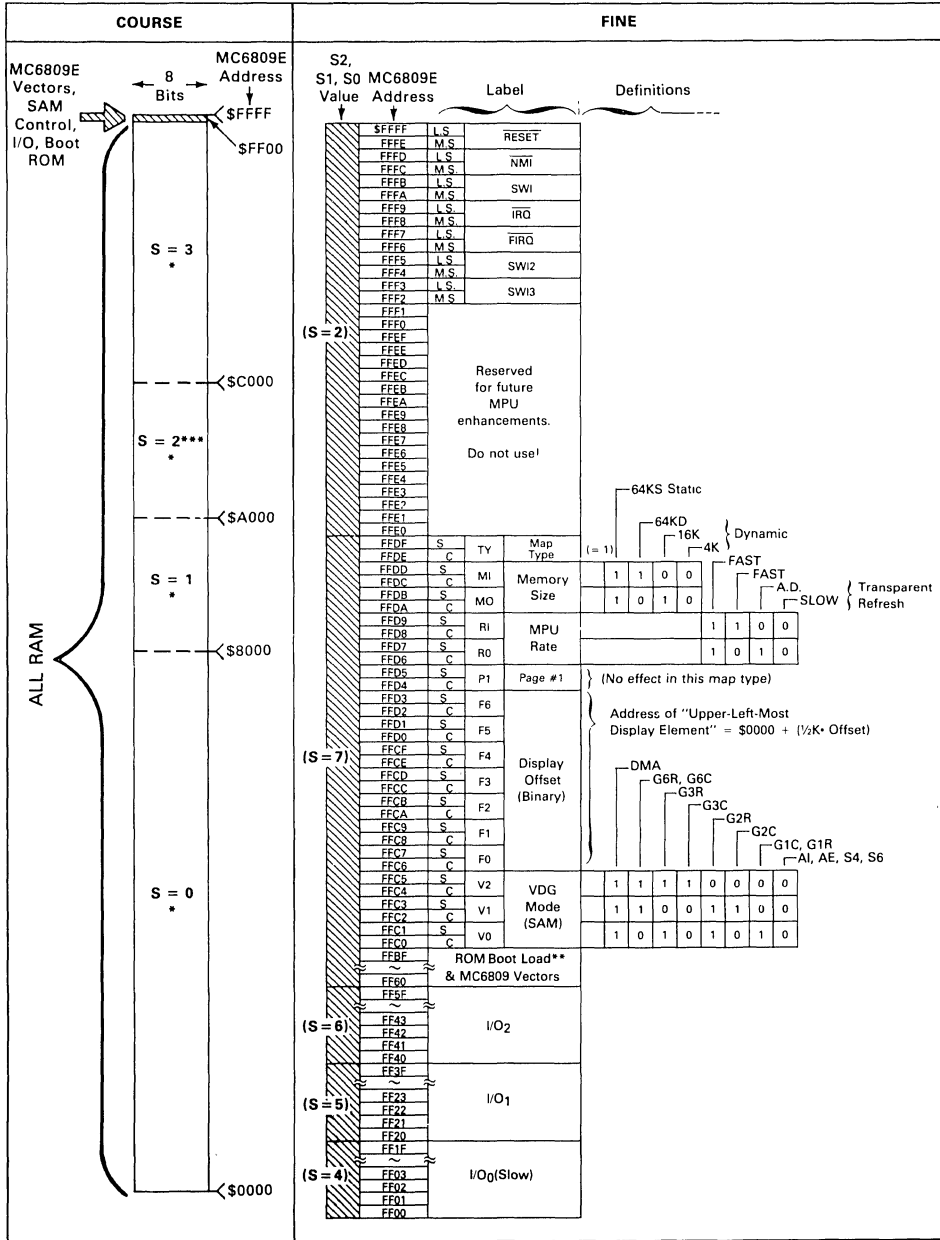 COURSE
FINE
MC6809E
Vectors,
SAM
Control,
I/O, Boot
ROM
8
Bits
MC6809E
Address
$FFFF
$FF00
S = 3
*
$C000
S = 2***
*
$A000
S = 1
*
$8000
ALL RAM
S = 0
*
$0000
S2,
S1, S0
Value
MC6809E
Address
Label
Definitions
$FFFF L.S
FFFE M.S
RESET
FFFD L S
FFFC M S.
NMI
FFFB L.S
FFFA M.S
SWI
FFF9 L S.
FFF8 M S.
IRQ
FFF7 L.S.
FFF6 M S
FIRQ
FFF5 L S
FFF4 M.S.
SWI2
FFF3 L S.
FFF2 M S
SWI3
(S = 2)
FFF1
FFF0
FFEF
FFEE
FFED
FFEC
FFEB
FFEA
FFE9
FFE8
FFE7
FFE6
FFE5
FFE4
FFE3
FFE2
FFE1
FFE0
Reserved
for future
MPU
enhancements.
Do not use!
64KS Static
64KD
16K
4K
Dynamic
(= 1)
FFDF S
FFDE C
TY
Map
Type
FFDD S
FFDC C
MI
1 1 0 0
FFDB S
FFDA C
MO
1 0 1 0
Memory
Size
FAST
FAST
A.D.
SLOW
Transparent
Refresh
FFD9 S
FFD8 C
RI
1 1 0 0
FFD7 S
FFD6 C
R0
1 0 1 0
MPU
Rate
FFD5 S
FFD4 C
P1
Page #1
(No effect in this map type)
FFD3 S
FFD2 C
F6
FFD1 S
FFD0 C
F5
FFCF S
FFCE C
F4
FFCD S
FFCC C
F3
FFCB S
FFCA C
F2
FFC9 S
FFC8 C
F1
FFC7 S
FFC6 C
F0
(S = 7)
Display
Offset
(Binary)
Address of "Upper-Left-Most
Display Element" = $0000 + (½K• Offset)
DMA
G6R, G6C
G3R
G3C
G2R
G2C
G1C, G1R
AI, AE, S4, S6
FFC5 S
FFC4 C
V2
1 1 1 1 0 0 0 0
FFC3 S
FFC2 C
V1
1 1 0 0 1 1 0 0
FFC1 S
FFC0 C
V0
1 0 1 0 1 0 1 0
VDG
Mode
(SAM)
FFBF
~
FF60
ROM Boot Load**
& MC6809 Vectors
FF5F
~
FF43
FF42
FF41
FF40
(S = 6)
I/O2
FF3F
~
FF23
FF22
FF21
FF20
(S = 5)
I/O1
FF1F
~
FF03
FF02
FF01
FF00
(S = 4)
I/O0(Slow)